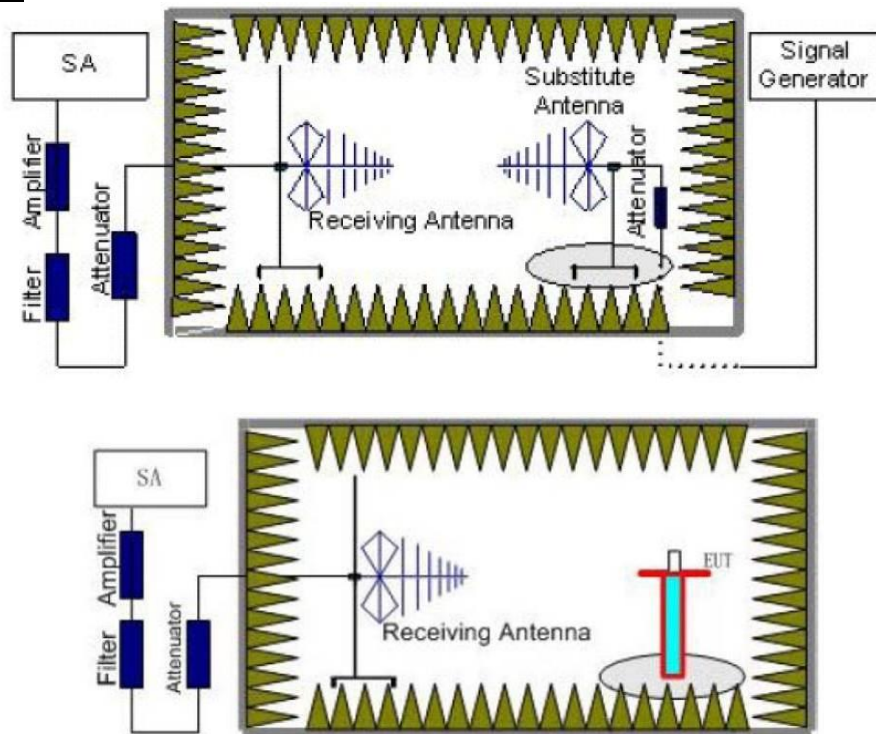 SA
Signal
Generator
Substitute
Antenna
Amplifier
Attenuator
Filter
Receiving Antenna
Attenuator
SA
Amplifier
Filter
Attenuator
Receiving Antenna
EUT